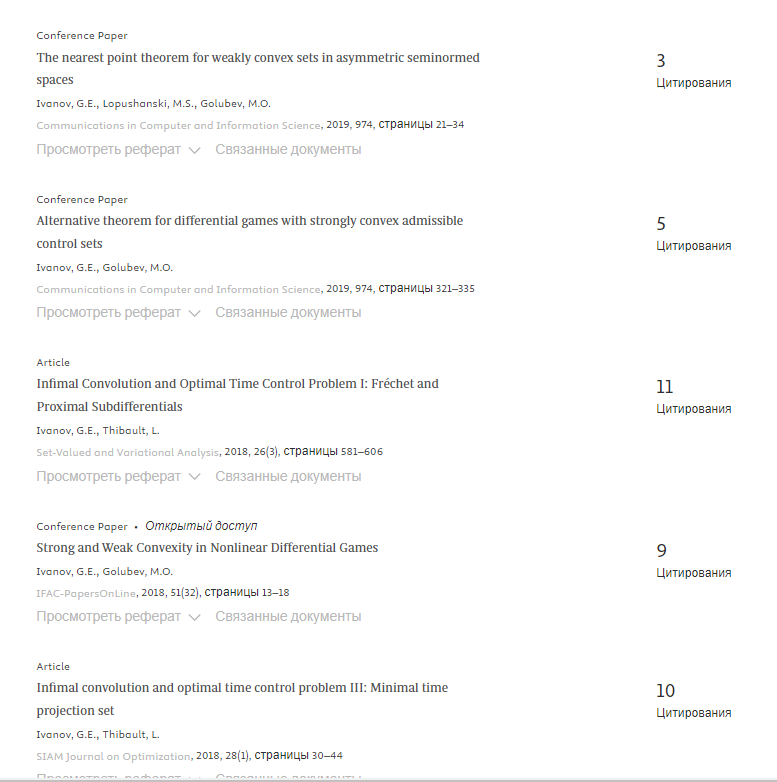 Conference Paper
The nearest point theorem for weakly convex sets in asymmetric seminormed
spaces
3
Цитирования
Ivanov, G.E., Lopushanski, M.S., Golubev, M.O.
Communications in Computer and Information Science, 2019, 974, страницы 21–34
Просмотреть реферат Связанные документы
Conference Paper
Alternative theorem for differential games with strongly convex admissible
control sets
5
Цитирования
Ivanov, G.E., Golubev, M.O.
Communications in Computer and Information Science, 2019, 974, страницы 321–335
Просмотреть реферат Связанные документы
Article
Infimal Convolution and Optimal Time Control Problem I: Fréchet and
Proximal Subdifferentials
11
Цитирования
Ivanov, G.E., Thibault, L.
Set-Valued and Variational Analysis, 2018, 26(3), страницы 581–606
Просмотреть реферат Связанные документы
Conference Paper • Открытый доступ
Strong and Weak Convexity in Nonlinear Differential Games
9
Цитирования
Ivanov, G.E., Golubev, M.O.
IFAC-PapersOnLine, 2018, 51(32), страницы 13–18
Просмотреть реферат Связанные документы
Article
Infimal convolution and optimal time control problem III: Minimal time
projection set
10
Цитирования
Ivanov, G.E., Thibault, L.
SIAM Journal on Optimization, 2018, 28(1), страницы 30–44
Просмотреть реферат Связанные документы